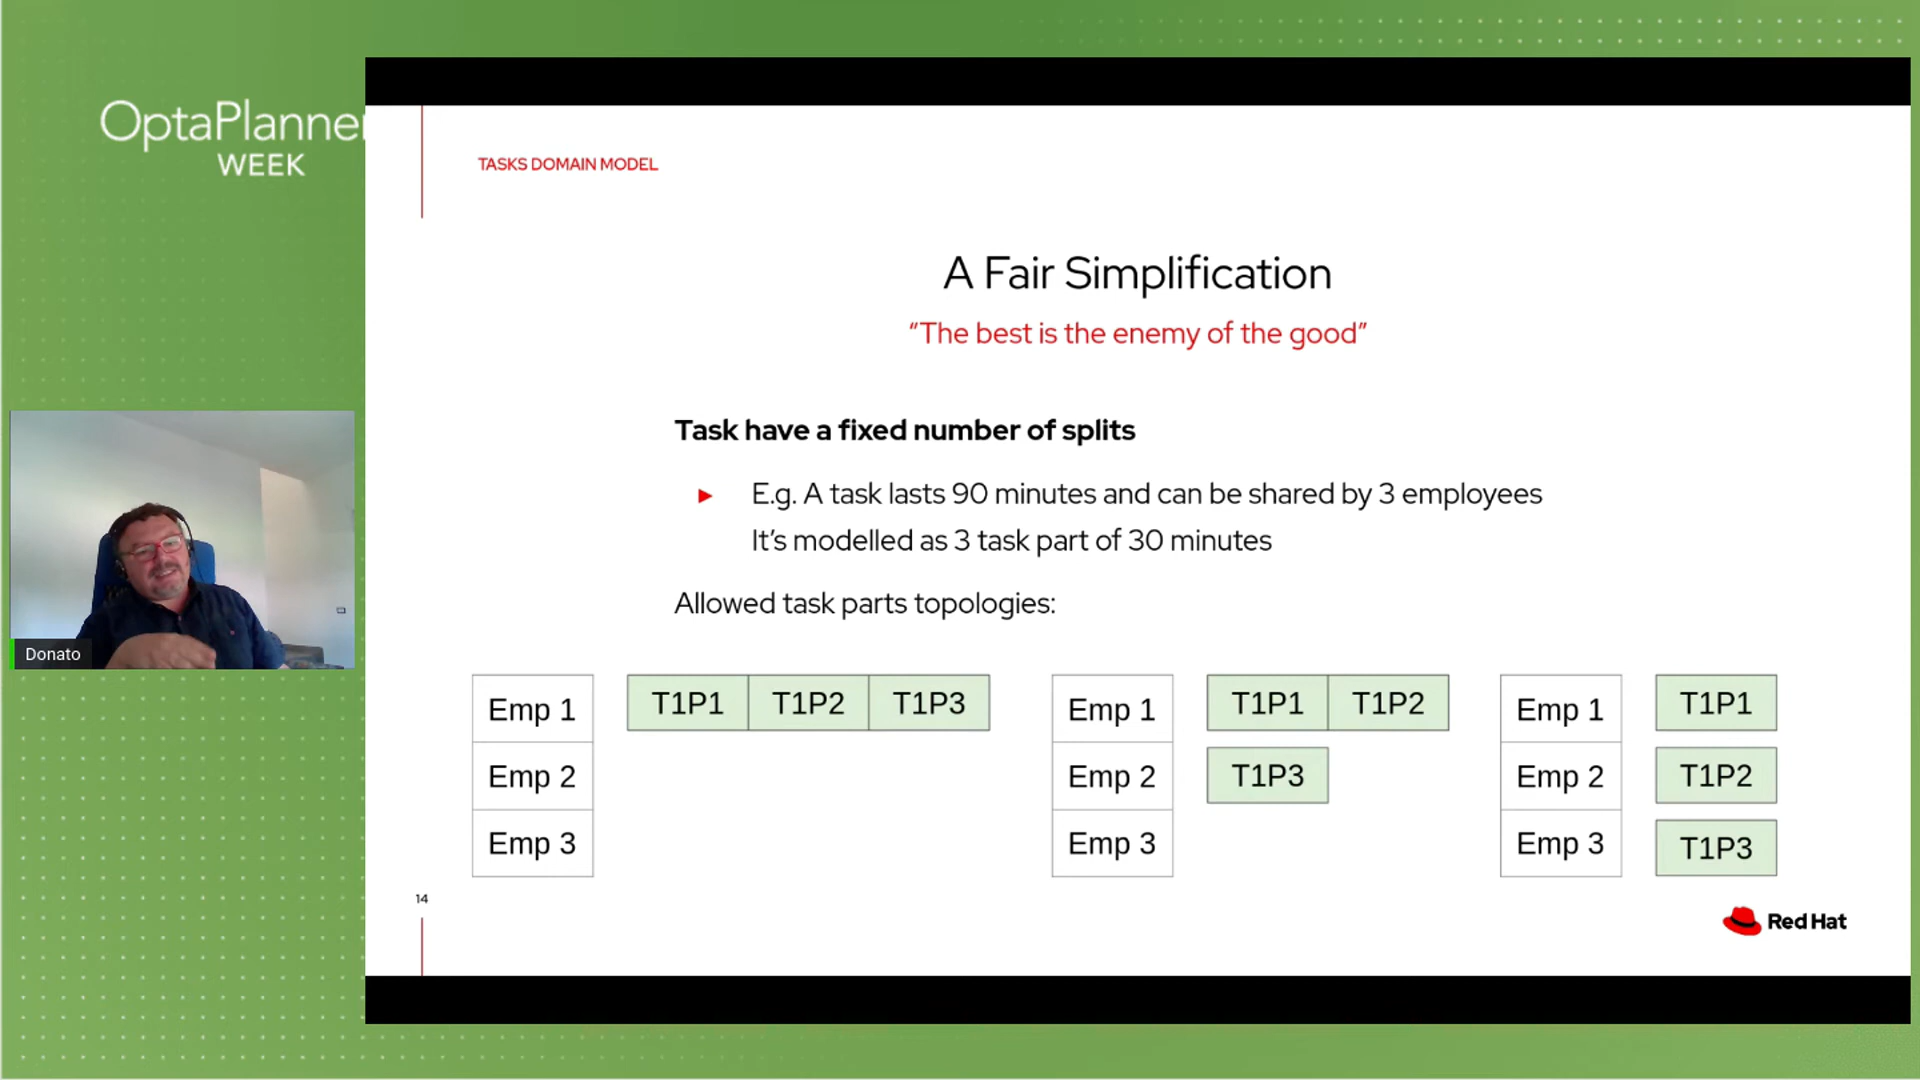 OptaPlanner
WEEK
TASKS DOMAIN MODEL
A Fair Simplification
“The best is the enemy of the good”
Task have a fixed number of splits
E.g. A task lasts 90 minutes and can be shared by 3 employees
It’s modelled as 3 task part of 30 minutes
Allowed task parts topologies:
Emp 1 T1P1 T1P2 T1P3
Emp 2
Emp 3
Emp 1 T1P1 T1P2
Emp 2 T1P3
Emp 3
Emp 1 T1P1
Emp 2 T1P2
Emp 3 T1P3
14
Red Hat
Donato